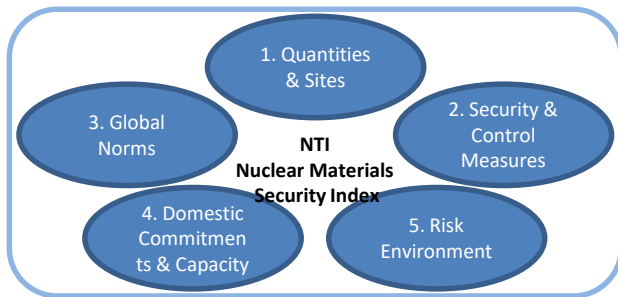 1. Quantities
& Sites
2. Security &
Control
Measures
3. Global
Norms
NTI
Nuclear Materials
Security Index
4. Domestic
Commitmen
ts & Capacity
5. Risk
Environment